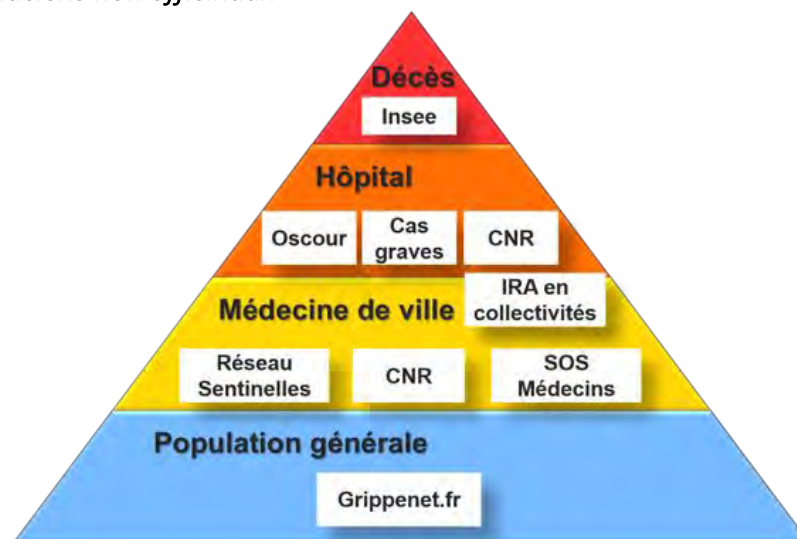 Décès
Insee
Hôpital
Oscour
Cas
graves
CNR
IRA en
collectivités
Médecine de ville
Réseau
Sentinelles
CNR
SOS
Médecins
Population générale
Grippenet.fr